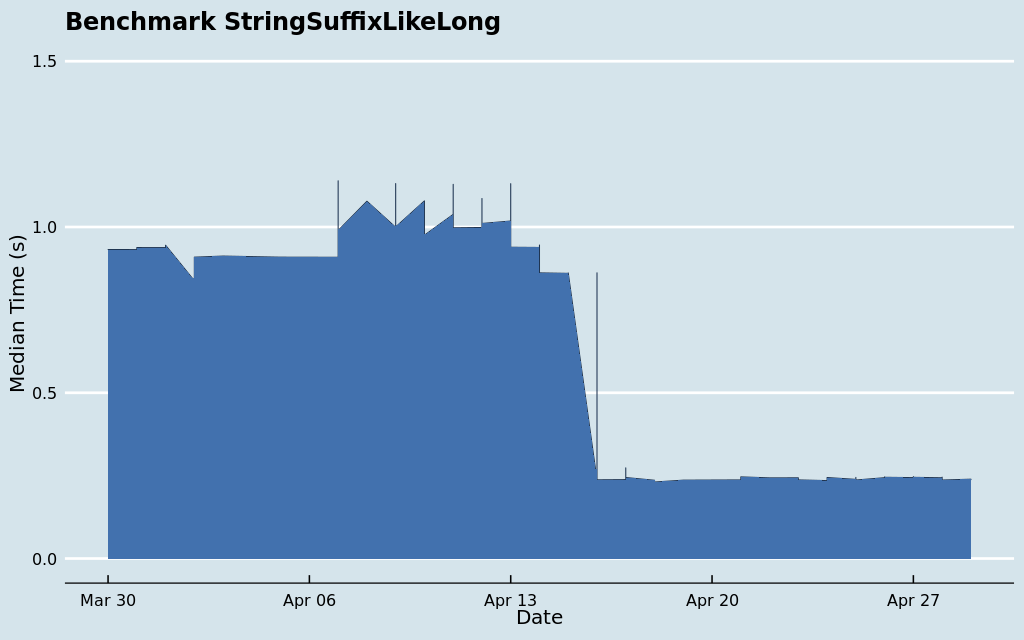 Benchmark StringSuffixLikeLong
Median Time (s)
1.5
1.0
0.5
0.0
Mar 30
Apr 06
Apr 13
Apr 20
Apr 27
Date